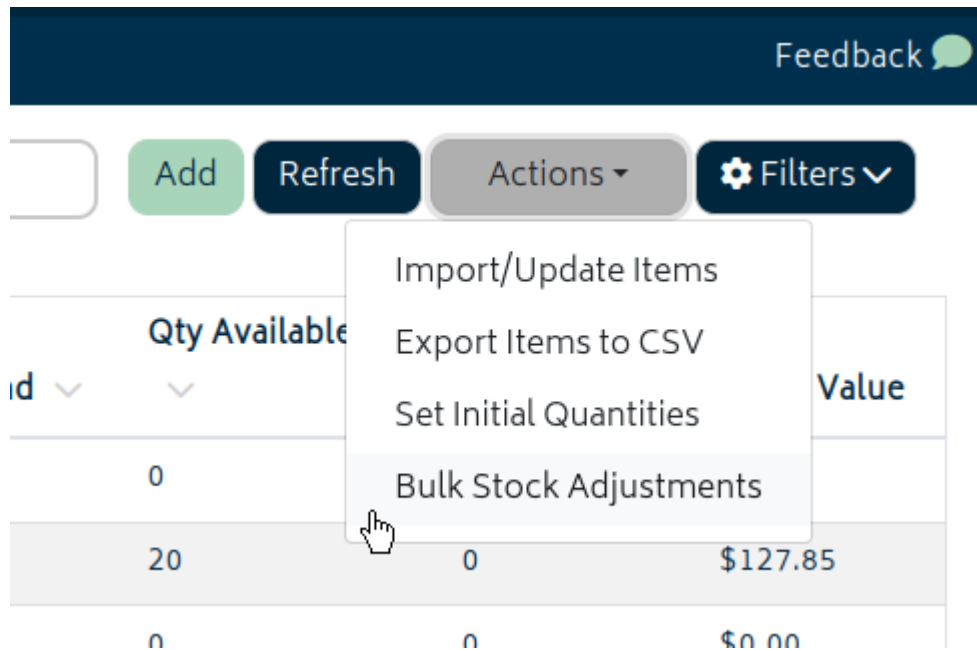 Feedback
Add Refresh Actions Filters
Import/Update Items
Export Items to CSV
Set Initial Quantities
Bulk Stock Adjustments
Qty Available
Value
0
20 0 $127.85
0 0 $0.00